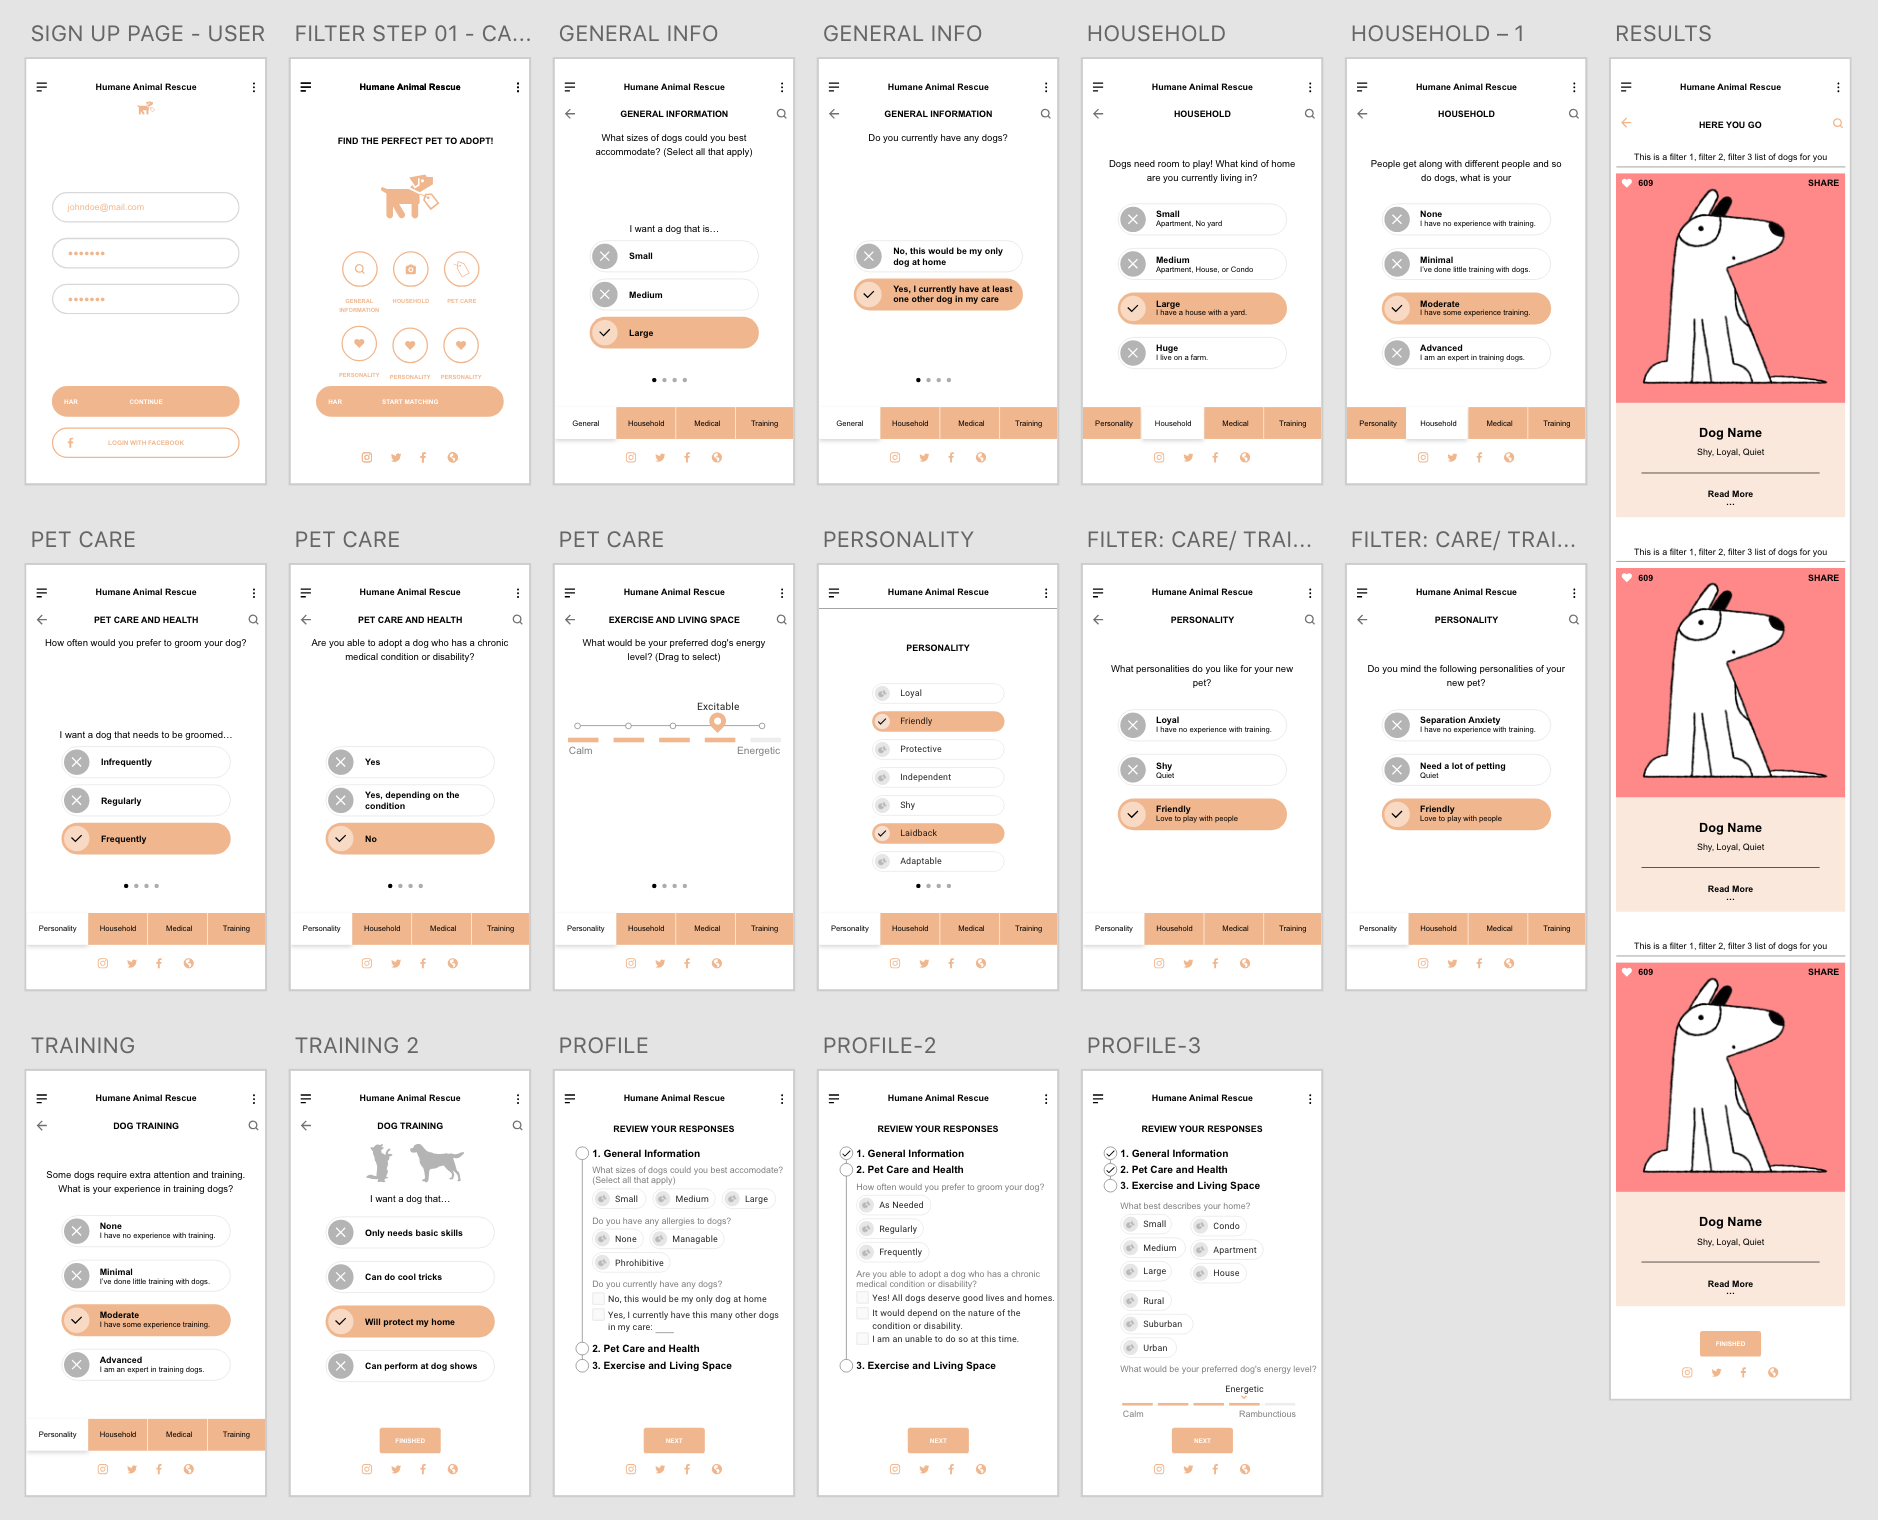 SIGN UP PAGE - USER
Humane Animal Rescue
johndoe@mail.com
•••••••
•••••••
HAR CONTINUE
LOGIN WITH FACEBOOK
FILTER STEP 01 - CA...
Humane Animal Rescue
FIND THE PERFECT PET TO ADOPT!
GENERAL INFORMATION
HOUSEHOLD
PET CARE
PERSONALITY
PERSONALITY
PERSONALITY
HAR START MATCHING
GENERAL INFO
Humane Animal Rescue
GENERAL INFORMATION
What sizes of dogs could you best
accommodate? (Select all that apply)
I want a dog that is...
Small
Medium
Large
General Household Medical Training
GENERAL INFO
Humane Animal Rescue
GENERAL INFORMATION
Do you currently have any dogs?
No, this would be my only
dog at home
Yes, I currently have at least
one other dog in my care
General Household Medical Training
HOUSEHOLD
Humane Animal Rescue
HOUSEHOLD
Dogs need room to play! What kind of home
are you currently living in?
Small
Apartment, No yard
Medium
Apartment, House, or Condo
Large
I have a house with a yard.
Huge
I live on a farm.
Personality Household Medical Training
HOUSEHOLD – 1
Humane Animal Rescue
HOUSEHOLD
People get along with different people and so
do dogs, what is your
None
I have no experience with training.
Minimal
I've done little training with dogs.
Moderate
I have some experience training.
Advanced
I am an expert in training dogs.
Personality Household Medical Training
RESULTS
Humane Animal Rescue
HERE YOU GO
This is a filter 1, filter 2, filter 3 list of dogs for you
609 SHARE
Dog Name
Shy, Loyal, Quiet
Read More
...
This is a filter 1, filter 2, filter 3 list of dogs for you
609 SHARE
Dog Name
Shy, Loyal, Quiet
Read More
...
This is a filter 1, filter 2, filter 3 list of dogs for you
609 SHARE
Dog Name
Shy, Loyal, Quiet
Read More
...
FINISHED
PET CARE
Humane Animal Rescue
PET CARE AND HEALTH
How often would you prefer to groom your dog?
I want a dog that needs to be groomed...
Infrequently
Regularly
Frequently
Personality Household Medical Training
PET CARE
Humane Animal Rescue
PET CARE AND HEALTH
Are you able to adopt a dog who has a chronic
medical condition or disability?
Yes
Yes, depending on the
condition
No
Personality Household Medical Training
PET CARE
Humane Animal Rescue
EXERCISE AND LIVING SPACE
What would be your preferred dog's energy
level? (Drag to select)
Excitable
Calm Energetic
Personality Household Medical Training
PERSONALITY
Humane Animal Rescue
PERSONALITY
Loyal
Friendly
Protective
Independent
Shy
Laidback
Adaptable
Personality Household Medical Training
FILTER: CARE/ TRAI...
Humane Animal Rescue
PERSONALITY
What personalities do you like for your new
pet?
Loyal
I have no experience with training.
Shy
Quiet
Friendly
Love to play with people
Personality Household Medical Training
FILTER: CARE/ TRAI...
Humane Animal Rescue
PERSONALITY
Do you mind the following personalities of your
new pet?
Separation Anxiety
I have no experience with training.
Need a lot of petting
Quiet
Friendly
Love to play with people
Personality Household Medical Training
TRAINING
Humane Animal Rescue
DOG TRAINING
Some dogs require extra attention and training.
What is your experience in training dogs?
None
I have no experience with training.
Minimal
I've done little training with dogs.
Moderate
I have some experience training.
Advanced
I am an expert in training dogs.
Personality Household Medical Training
TRAINING 2
Humane Animal Rescue
DOG TRAINING
I want a dog that...
Only needs basic skills
Can do cool tricks
Will protect my home
Can perform at dog shows
FINISHED
PROFILE
Humane Animal Rescue
REVIEW YOUR RESPONSES
1. General Information
What sizes of dogs could you best accomodate?
(Select all that apply)
Small Medium Large
Do you have any allergies to dogs?
None Managable
Phrohibitive
Do you currently have any dogs?
No, this would be my only dog at home
Yes, I currently have this many other dogs
in my care: ____
2. Pet Care and Health
3. Exercise and Living Space
NEXT
PROFILE-2
Humane Animal Rescue
REVIEW YOUR RESPONSES
1. General Information
2. Pet Care and Health
How often would you prefer to groom your dog?
As Needed
Regularly
Frequently
Are you able to adopt a dog who has a chronic
medical condition or disability?
Yes! All dogs deserve good lives and homes.
It would depend on the nature of the
condition or disability.
I am an unable to do so at this time.
3. Exercise and Living Space
NEXT
PROFILE-3
Humane Animal Rescue
REVIEW YOUR RESPONSES
1. General Information
2. Pet Care and Health
3. Exercise and Living Space
What best describes your home?
Small Condo
Medium Apartment
Large House
Rural
Suburban
Urban
What would be your preferred dog's energy level?
Energetic
Calm Rambunctious
NEXT